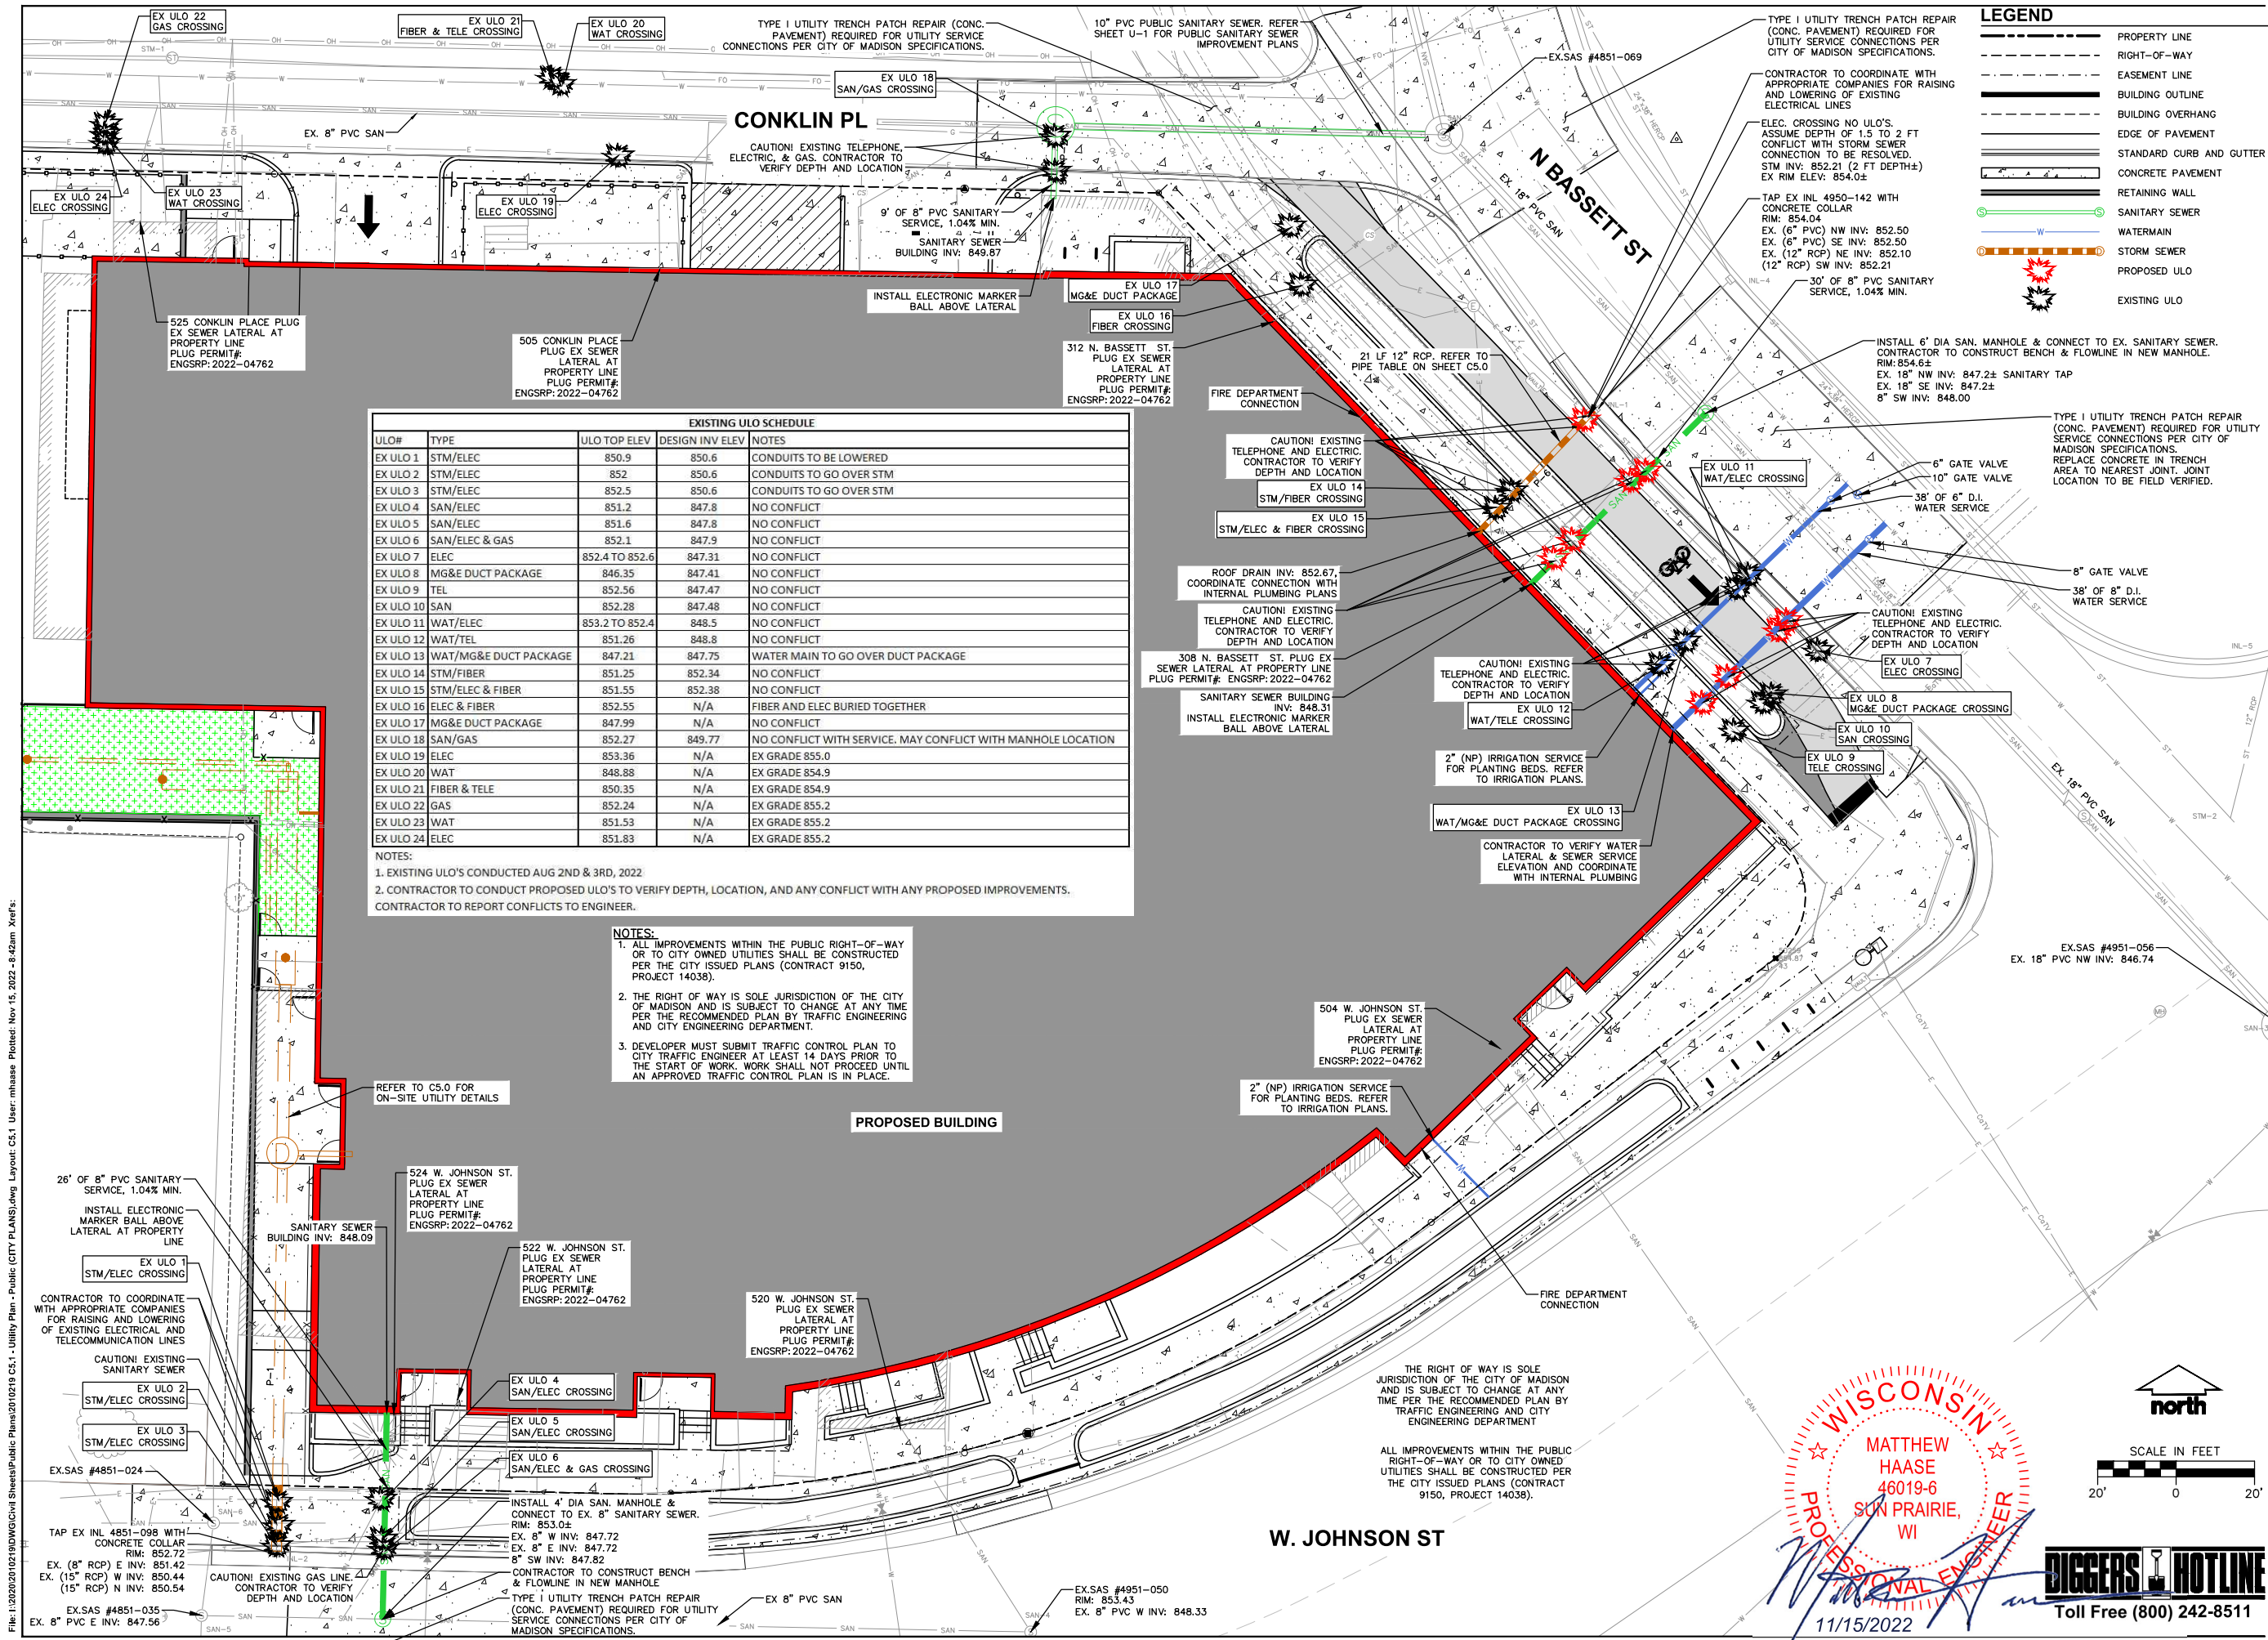 EX ULO 22
GAS CROSSING
EX ULO 21
FIBER & TELE CROSSING
EX ULO 20
WAT CROSSING
TYPE I UTILITY TRENCH PATCH REPAIR (CONC.
PAVEMENT) REQUIRED FOR UTILITY SERVICE
CONNECTIONS PER CITY OF MADISON SPECIFICATIONS.
10" PVC PUBLIC SANITARY SEWER. REFER
SHEET U-1 FOR PUBLIC SANITARY SEWER
IMPROVEMENT PLANS
EX.SAS #4851-069
TYPE I UTILITY TRENCH PATCH REPAIR
(CONC. PAVEMENT) REQUIRED FOR
UTILITY SERVICE CONNECTIONS PER
CITY OF MADISON SPECIFICATIONS.
CONTRACTOR TO COORDINATE WITH
APPROPRIATE COMPANIES FOR RAISING
AND LOWERING OF EXISTING
ELECTRICAL LINES
ELEC. CROSSING NO ULO'S.
ASSUME DEPTH OF 1.5 TO 2 FT
CONFLICT WITH STORM SEWER
CONNECTION TO BE RESOLVED.
STM INV: 852.21 (2 FT DEPTH±)
EX RIM ELEV: 854.0±
TAP EX INL 4950-142 WITH
CONCRETE COLLAR
RIM: 854.04
EX. (6" PVC) NW INV: 852.50
EX. (6" PVC) SE INV: 852.50
EX. (12" RCP) NE INV: 852.10
(12" RCP) SW INV: 852.21
30' OF 8" PVC SANITARY
SERVICE, 1.04% MIN.
LEGEND
PROPERTY LINE
RIGHT-OF-WAY
EASEMENT LINE
BUILDING OUTLINE
BUILDING OVERHANG
EDGE OF PAVEMENT
STANDARD CURB AND GUTTER
CONCRETE PAVEMENT
RETAINING WALL
SANITARY SEWER
WATERMAIN
STORM SEWER
PROPOSED ULO
EXISTING ULO
EX ULO 18
SAN/GAS CROSSING
CONKLIN PL
EX. 8" PVC SAN
CAUTION! EXISTING TELEPHONE,
ELECTRIC, & GAS. CONTRACTOR TO
VERIFY DEPTH AND LOCATION
N BASSETT ST
EX. 18" PVC SAN
EX ULO 24
ELEC CROSSING
EX ULO 23
WAT CROSSING
EX ULO 19
ELEC CROSSING
9' OF 8" PVC SANITARY
SERVICE, 1.04% MIN.
SANITARY SEWER
BUILDING INV: 849.87
INSTALL ELECTRONIC MARKER
BALL ABOVE LATERAL
EX ULO 17
MG&E DUCT PACKAGE
EX ULO 16
FIBER CROSSING
525 CONKLIN PLACE PLUG
EX SEWER LATERAL AT
PROPERTY LINE
PLUG PERMIT#:
ENGSRP:2022-04762
505 CONKLIN PLACE
PLUG EX SEWER
LATERAL AT
PROPERTY LINE
PLUG PERMIT#:
ENGSRP:2022-04762
312 N. BASSETT ST.
PLUG EX SEWER
LATERAL AT
PROPERTY LINE
PLUG PERMIT#:
ENGSRP:2022-04762
21 LF 12" RCP. REFER TO
PIPE TABLE ON SHEET C5.0
INSTALL 6' DIA SAN. MANHOLE & CONNECT TO EX. SANITARY SEWER.
CONTRACTOR TO CONSTRUCT BENCH & FLOWLINE IN NEW MANHOLE.
RIM:854.6±
EX. 18" NW INV: 847.2± SANITARY TAP
EX. 18" SE INV: 847.2±
8" SW INV: 848.00
TYPE I UTILITY TRENCH PATCH REPAIR
(CONC. PAVEMENT) REQUIRED FOR UTILITY
SERVICE CONNECTIONS PER CITY OF
MADISON SPECIFICATIONS.
REPLACE CONCRETE IN TRENCH
AREA TO NEAREST JOINT. JOINT
LOCATION TO BE FIELD VERIFIED.
FIRE DEPARTMENT
CONNECTION
CAUTION! EXISTING
TELEPHONE AND ELECTRIC.
CONTRACTOR TO VERIFY
DEPTH AND LOCATION
EX ULO 14
STM/FIBER CROSSING
EX ULO 15
STM/ELEC & FIBER CROSSING
EX ULO 11
WAT/ELEC CROSSING
6" GATE VALVE
10" GATE VALVE
38' OF 6" D.I.
WATER SERVICE
8" GATE VALVE
38' OF 8" D.I.
WATER SERVICE
ROOF DRAIN INV: 852.67,
COORDINATE CONNECTION WITH
INTERNAL PLUMBING PLANS
CAUTION! EXISTING
TELEPHONE AND ELECTRIC.
CONTRACTOR TO VERIFY
DEPTH AND LOCATION
308 N. BASSETT ST. PLUG EX
SEWER LATERAL AT PROPERTY LINE
PLUG PERMIT#: ENGSRP:2022-04762
SANITARY SEWER BUILDING
INV: 848.31
INSTALL ELECTRONIC MARKER
BALL ABOVE LATERAL
CAUTION! EXISTING
TELEPHONE AND ELECTRIC.
CONTRACTOR TO VERIFY
DEPTH AND LOCATION
EX ULO 12
WAT/TELE CROSSING
CAUTION! EXISTING
TELEPHONE AND ELECTRIC.
CONTRACTOR TO VERIFY
DEPTH AND LOCATION
EX ULO 7
ELEC CROSSING
EX ULO 8
MG&E DUCT PACKAGE CROSSING
EX ULO 10
SAN CROSSING
EX ULO 9
TELE CROSSING
2" (NP) IRRIGATION SERVICE
FOR PLANTING BEDS. REFER
TO IRRIGATION PLANS.
EX ULO 13
WAT/MG&E DUCT PACKAGE CROSSING
CONTRACTOR TO VERIFY WATER
LATERAL & SEWER SERVICE
ELEVATION AND COORDINATE
WITH INTERNAL PLUMBING
EX. 18" PVC SAN
EXISTING ULO SCHEDULE
ULO# TYPE ULO TOP ELEV DESIGN INV ELEV NOTES
EX ULO 1 STM/ELEC 850.9 850.6 CONDUITS TO BE LOWERED
EX ULO 2 STM/ELEC 852 850.6 CONDUITS TO GO OVER STM
EX ULO 3 STM/ELEC 852.5 850.6 CONDUITS TO GO OVER STM
EX ULO 4 SAN/ELEC 851.2 847.8 NO CONFLICT
EX ULO 5 SAN/ELEC 851.6 847.8 NO CONFLICT
EX ULO 6 SAN/ELEC & GAS 852.1 847.9 NO CONFLICT
EX ULO 7 ELEC 852.4 TO 852.6 847.31 NO CONFLICT
EX ULO 8 MG&E DUCT PACKAGE 846.35 847.41 NO CONFLICT
EX ULO 9 TEL 852.56 847.47 NO CONFLICT
EX ULO 10 SAN 852.28 847.48 NO CONFLICT
EX ULO 11 WAT/ELEC 853.2 TO 852.4 848.5 NO CONFLICT
EX ULO 12 WAT/TEL 851.26 848.8 NO CONFLICT
EX ULO 13 WAT/MG&E DUCT PACKAGE 847.21 847.75 WATER MAIN TO GO OVER DUCT PACKAGE
EX ULO 14 STM/FIBER 851.25 852.34 NO CONFLICT
EX ULO 15 STM/ELEC & FIBER 851.55 852.38 NO CONFLICT
EX ULO 16 ELEC & FIBER 852.55 N/A FIBER AND ELEC BURIED TOGETHER
EX ULO 17 MG&E DUCT PACKAGE 847.99 N/A NO CONFLICT
EX ULO 18 SAN/GAS 852.27 849.77 NO CONFLICT WITH SERVICE. MAY CONFLICT WITH MANHOLE LOCATION
EX ULO 19 ELEC 853.36 N/A EX GRADE 855.0
EX ULO 20 WAT 848.88 N/A EX GRADE 854.9
EX ULO 21 FIBER & TELE 850.35 N/A EX GRADE 854.9
EX ULO 22 GAS 852.24 N/A EX GRADE 855.2
EX ULO 23 WAT 851.53 N/A EX GRADE 855.2
EX ULO 24 ELEC 851.83 N/A EX GRADE 855.2
NOTES:
1. EXISTING ULO'S CONDUCTED AUG 2ND & 3RD, 2022
2. CONTRACTOR TO CONDUCT PROPOSED ULO'S TO VERIFY DEPTH, LOCATION, AND ANY CONFLICT WITH ANY PROPOSED IMPROVEMENTS.
CONTRACTOR TO REPORT CONFLICTS TO ENGINEER.
NOTES:
1. ALL IMPROVEMENTS WITHIN THE PUBLIC RIGHT-OF-WAY
OR TO CITY OWNED UTILITIES SHALL BE CONSTRUCTED
PER THE CITY ISSUED PLANS (CONTRACT 9150,
PROJECT 14038).
2. THE RIGHT OF WAY IS SOLE JURISDICTION OF THE CITY
OF MADISON AND IS SUBJECT TO CHANGE AT ANY TIME
PER THE RECOMMENDED PLAN BY TRAFFIC ENGINEERING
AND CITY ENGINEERING DEPARTMENT.
3. DEVELOPER MUST SUBMIT TRAFFIC CONTROL PLAN TO
CITY TRAFFIC ENGINEER AT LEAST 14 DAYS PRIOR TO
THE START OF WORK. WORK SHALL NOT PROCEED UNTIL
AN APPROVED TRAFFIC CONTROL PLAN IS IN PLACE.
PROPOSED BUILDING
REFER TO C5.0 FOR
ON-SITE UTILITY DETAILS
504 W. JOHNSON ST.
PLUG EX SEWER
LATERAL AT
PROPERTY LINE
PLUG PERMIT#:
ENGSRP:2022-04762
2" (NP) IRRIGATION SERVICE
FOR PLANTING BEDS. REFER
TO IRRIGATION PLANS.
EX.SAS #4951-056
EX. 18" PVC NW INV: 846.74
26' OF 8" PVC SANITARY
SERVICE, 1.04% MIN.
INSTALL ELECTRONIC
MARKER BALL ABOVE
LATERAL AT PROPERTY
LINE
SANITARY SEWER
BUILDING INV: 848.09
524 W. JOHNSON ST.
PLUG EX SEWER
LATERAL AT
PROPERTY LINE
PLUG PERMIT#:
ENGSRP:2022-04762
522 W. JOHNSON ST.
PLUG EX SEWER
LATERAL AT
PROPERTY LINE
PLUG PERMIT#:
ENGSRP:2022-04762
520 W. JOHNSON ST.
PLUG EX SEWER
LATERAL AT
PROPERTY LINE
PLUG PERMIT#:
ENGSRP:2022-04762
EX ULO 1
STM/ELEC CROSSING
CONTRACTOR TO COORDINATE
WITH APPROPRIATE COMPANIES
FOR RAISING AND LOWERING
OF EXISTING ELECTRICAL AND
TELECOMMUNICATION LINES
CAUTION! EXISTING
SANITARY SEWER
EX ULO 2
STM/ELEC CROSSING
EX ULO 3
STM/ELEC CROSSING
EX.SAS #4851-024
TAP EX INL 4851-098 WITH
CONCRETE COLLAR
RIM: 852.72
EX. (8" RCP) E INV: 851.42
EX. (15" RCP) W INV: 850.44
(15" RCP) N INV: 850.54
EX.SAS #4851-035
EX. 8" PVC E INV: 847.56
P-1
EX ULO 4
SAN/ELEC CROSSING
EX ULO 5
SAN/ELEC CROSSING
EX ULO 6
SAN/ELEC & GAS CROSSING
CAUTION! EXISTING GAS LINE.
CONTRACTOR TO VERIFY
DEPTH AND LOCATION
INSTALL 4' DIA SAN. MANHOLE &
CONNECT TO EX. 8" SANITARY SEWER.
RIM: 853.0±
EX. 8" W INV: 847.72
EX. 8" E INV: 847.72
8" SW INV: 847.82
CONTRACTOR TO CONSTRUCT BENCH
& FLOWLINE IN NEW MANHOLE
TYPE I UTILITY TRENCH PATCH REPAIR
(CONC. PAVEMENT) REQUIRED FOR UTILITY
SERVICE CONNECTIONS PER CITY OF
MADISON SPECIFICATIONS.
EX 8" PVC SAN
EX.SAS #4951-050
RIM: 853.43
EX. 8" PVC W INV: 848.33
FIRE DEPARTMENT
CONNECTION
THE RIGHT OF WAY IS SOLE
JURISDICTION OF THE CITY OF MADISON
AND IS SUBJECT TO CHANGE AT ANY
TIME PER THE RECOMMENDED PLAN BY
TRAFFIC ENGINEERING AND CITY
ENGINEERING DEPARTMENT
ALL IMPROVEMENTS WITHIN THE PUBLIC
RIGHT-OF-WAY OR TO CITY OWNED
UTILITIES SHALL BE CONSTRUCTED PER
THE CITY ISSUED PLANS (CONTRACT
9150, PROJECT 14038).
W. JOHNSON ST
WISCONSIN
MATTHEW
HAASE
46019-6
SUN PRAIRIE,
WI
PROFESSIONAL ENGINEER
11/15/2022
north
SCALE IN FEET
20' 0 20'
DIGGERS HOTLINE
Toll Free (800) 242-8511
File: I:\2020\2010219\DWG\Civil Sheets\Public Plans\2010219 C5.1 - Utility Plan - Public (CITY PLANS).dwg Layout: C5.1 User: mhaase Plotted: Nov 15, 2022 - 8:42am Xref's: